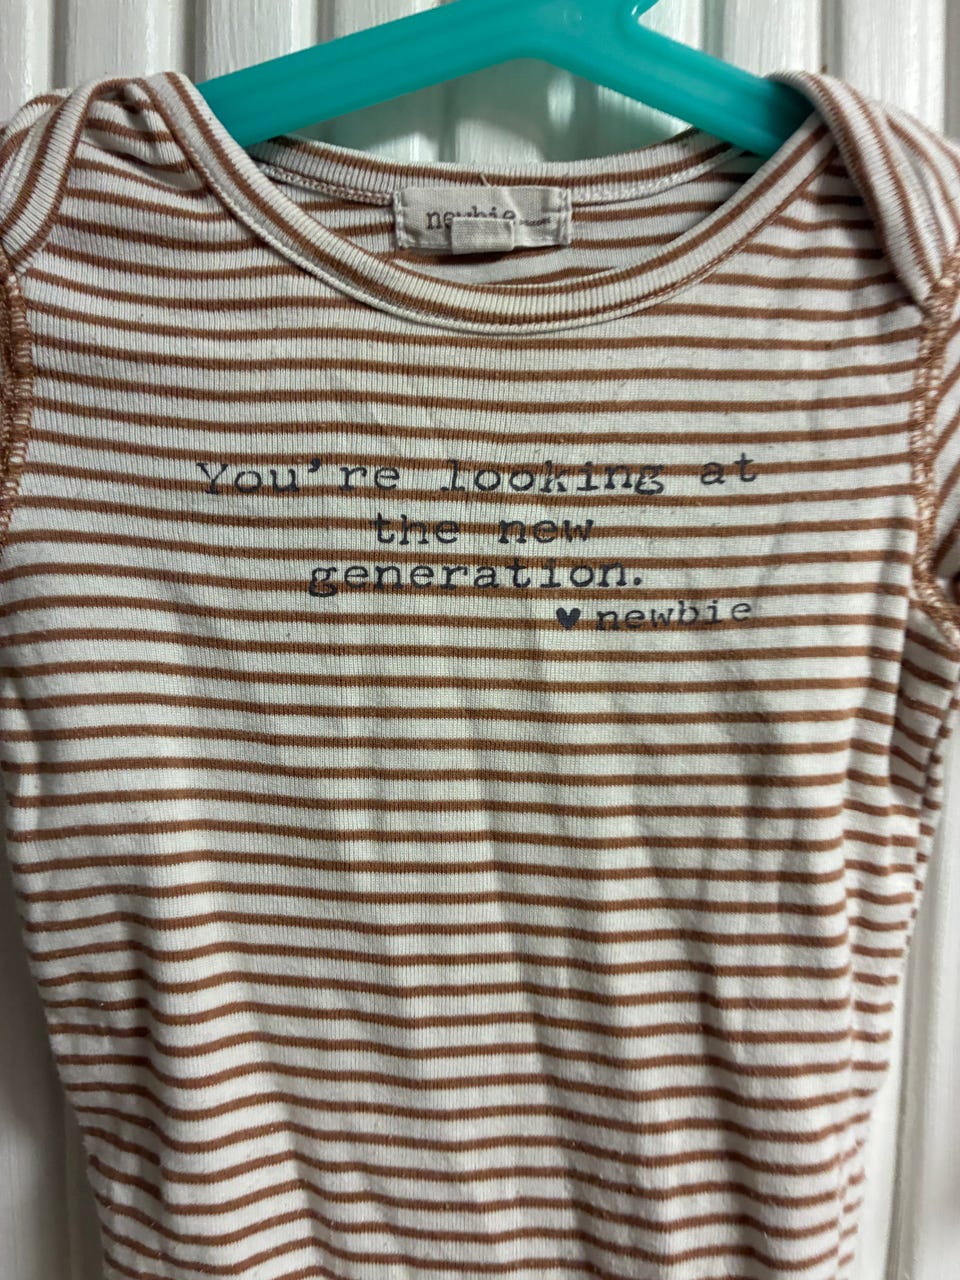 newbie
You're looking at
the new
generation.
♥ newbie